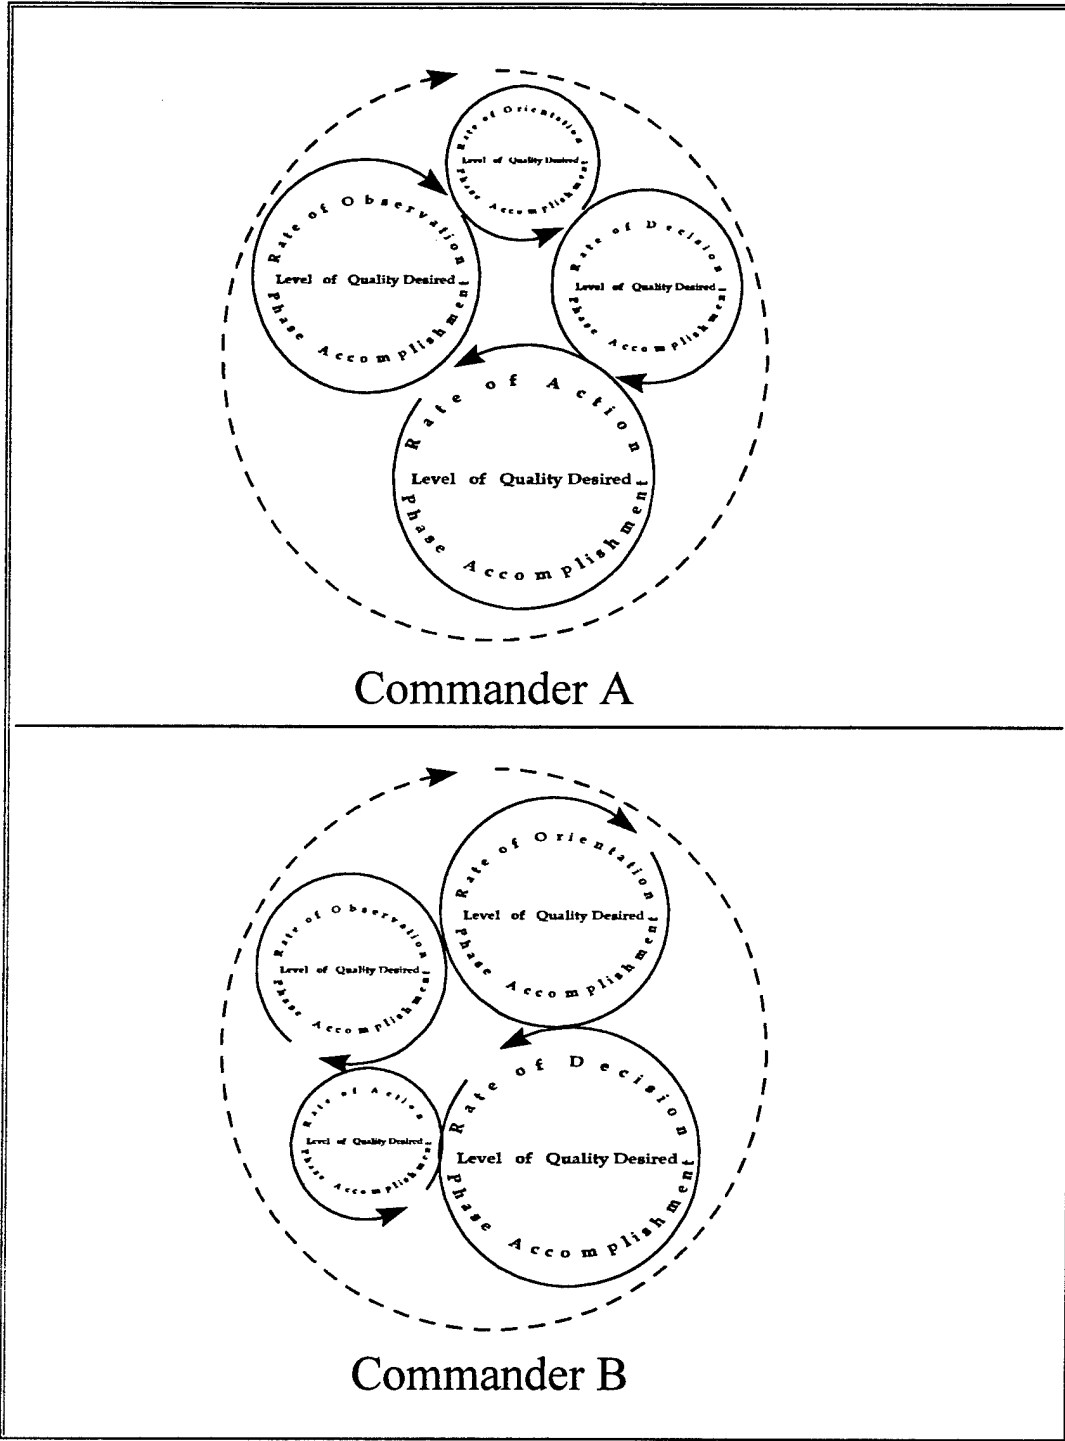 Rate of Orientation
Level of Quality Desired
Phase Accomplishment
Rate of Observation
Level of Quality Desired
Phase Accomplishment
Rate of Decision
Level of Quality Desired
Phase Accomplishment
Rate of Action
Level of Quality Desired
Phase Accomplishment
Commander A
Rate of Orientation
Level of Quality Desired
Phase Accomplishment
Rate of Observation
Level of Quality Desired
Phase Accomplishment
Rate of Action
Level of Quality Desired
Phase Accomplishment
Rate of Decision
Level of Quality Desired
Phase Accomplishment
Commander B